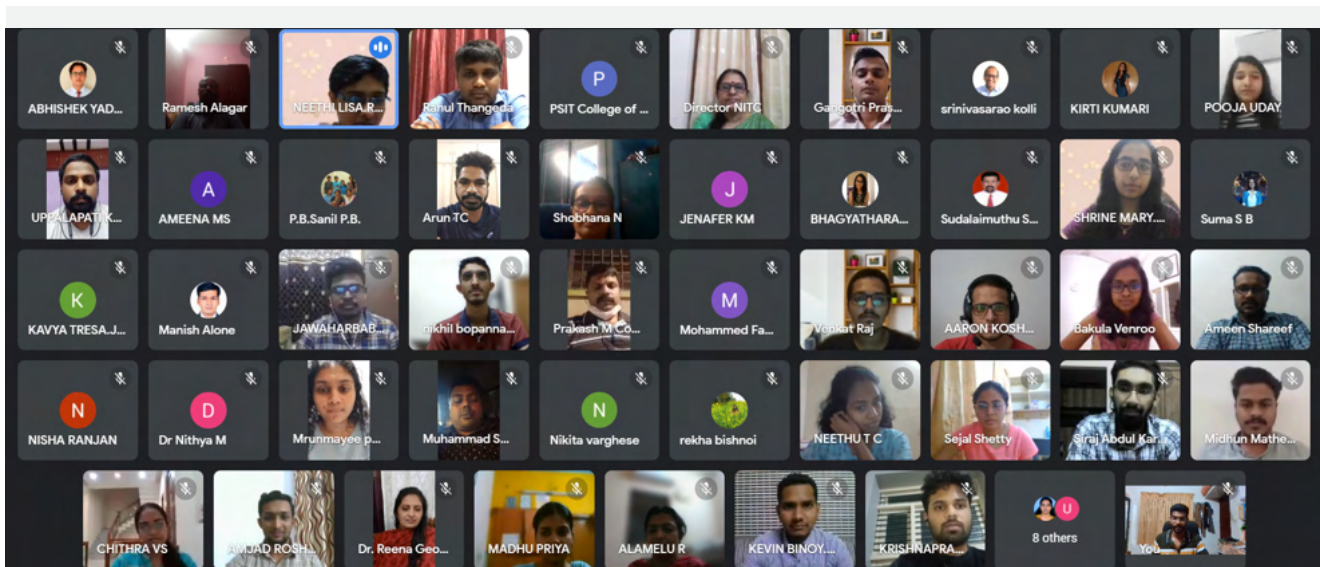 ABHISHEK YAD...
Ramesh Alagar
NEETHI LISA R...
Rahul Thangeda
P
PSIT College of ...
Director NITC
Gangotri Pras...
srinivasarao kolli
KIRTI KUMARI
POOJA UDAY
UPPALAPATI K...
A
AMEENA MS
P.B.Sanil P.B.
Arun TC
Shobhana N
J
JENAFER KM
BHAGYATHARA...
Sudalaimuthu S...
SHRINE MARY....
Suma S B
K
KAVYA TRESA.J...
Manish Alone
JAWAHARBAB...
nikhil bopanna...
Prakash M Co...
M
Mohammed Fa...
Venkat Raj
AARON KOSH...
Bakula Venroo
Ameen Shareef
N
NISHA RANJAN
D
Dr Nithya M
Mrunmayee p...
Muhammad S...
N
Nikita varghese
rekha bishnoi
NEETHU T C
Sejal Shetty
Siraj Abdul Kar...
Midhun Mathe...
CHITHRA VS
AMJAD ROSH...
Dr. Reena Geo...
MADHU PRIYA
ALAMELU R
KEVIN BINOY....
KRISHNAPRA...
U
8 others
You